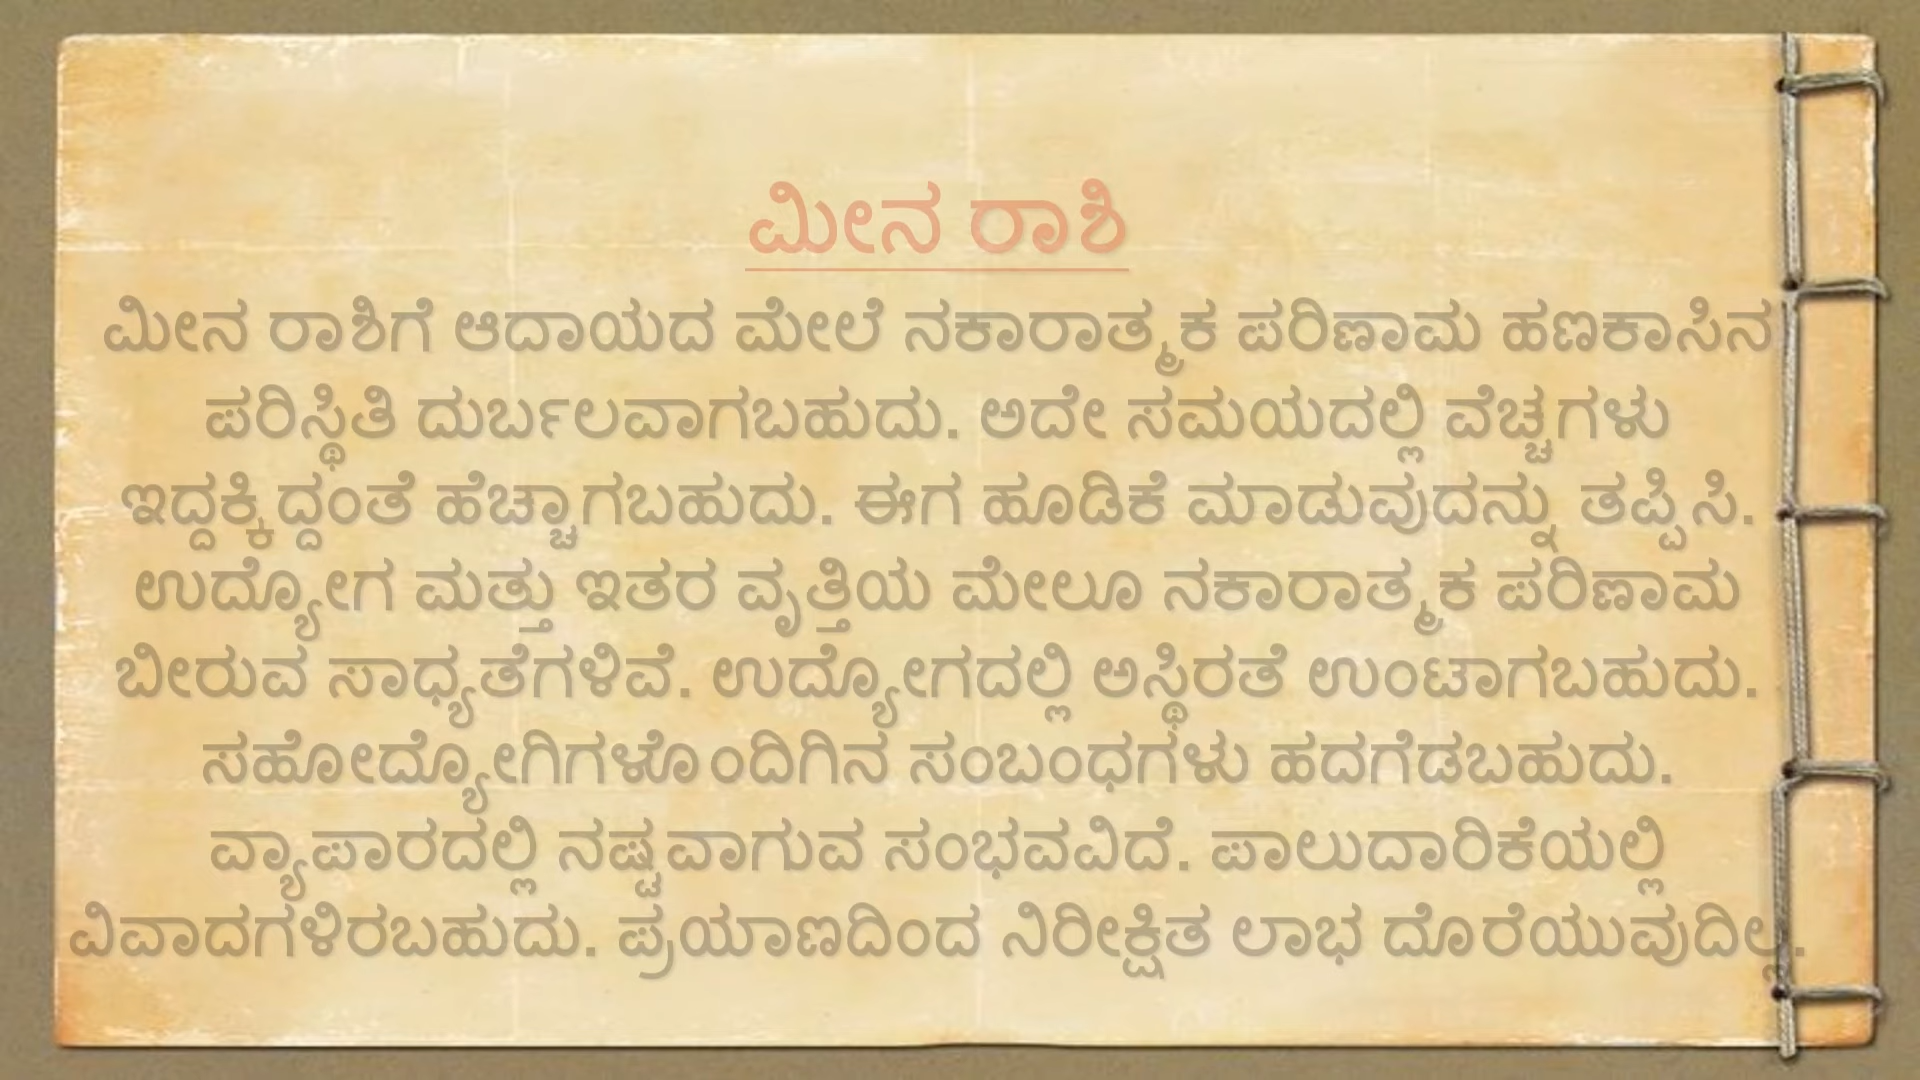 ಮೀನ ರಾಶಿ
ಮೀನ ರಾಶಿಗೆ ಆದಾಯದ ಮೇಲೆ ನಕಾರಾತ್ಮಕ ಪರಿಣಾಮ ಹಣಕಾಸಿನ
ಪರಿಸ್ಥಿತಿ ದುರ್ಬಲವಾಗಬಹುದು. ಅದೇ ಸಮಯದಲ್ಲಿ ವೆಚ್ಚಗಳು
ಇದ್ದಕ್ಕಿದ್ದಂತೆ ಹೆಚ್ಚಾಗಬಹುದು. ಈಗ ಹೂಡಿಕೆ ಮಾಡುವುದನ್ನು ತಪ್ಪಿಸಿ.
ಉದ್ಯೋಗ ಮತ್ತು ಇತರ ವೃತ್ತಿಯ ಮೇಲೂ ನಕಾರಾತ್ಮಕ ಪರಿಣಾಮ
ಬೀರುವ ಸಾಧ್ಯತೆಗಳಿವೆ. ಉದ್ಯೋಗದಲ್ಲಿ ಅಸ್ಥಿರತೆ ಉಂಟಾಗಬಹುದು.
ಸಹೋದ್ಯೋಗಿಗಳೊಂದಿಗಿನ ಸಂಬಂಧಗಳು ಹದಗೆಡಬಹುದು.
ವ್ಯಾಪಾರದಲ್ಲಿ ನಷ್ಟವಾಗುವ ಸಂಭವವಿದೆ. ಪಾಲುದಾರಿಕೆಯಲ್ಲಿ
ವಿವಾದಗಳಿರಬಹುದು. ಪ್ರಯಾಣದಿಂದ ನಿರೀಕ್ಷಿತ ಲಾಭ ದೊರೆಯುವುದಿಲ್ಲ.